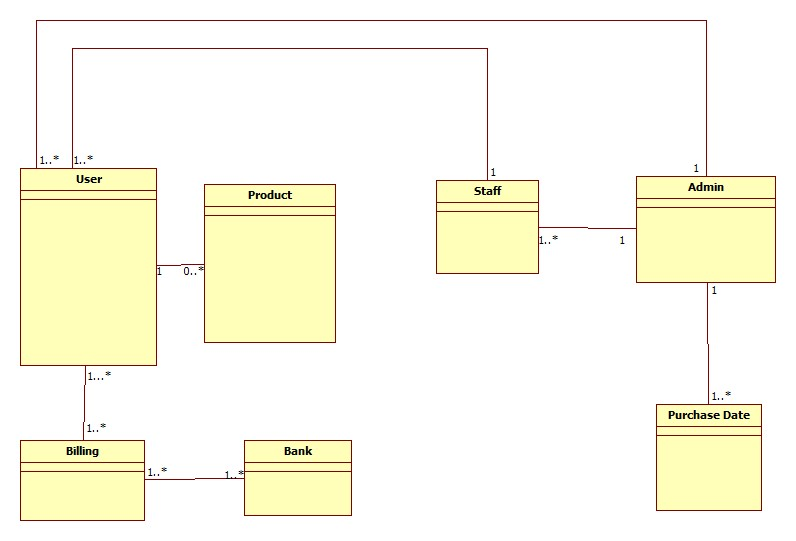 1..* 1..*
1
1
User
Product
Staff
Admin
1..* 1
1 0..*
1
1...*
1..*
1..*
Purchase Date
Billing
Bank
1..* 1..*